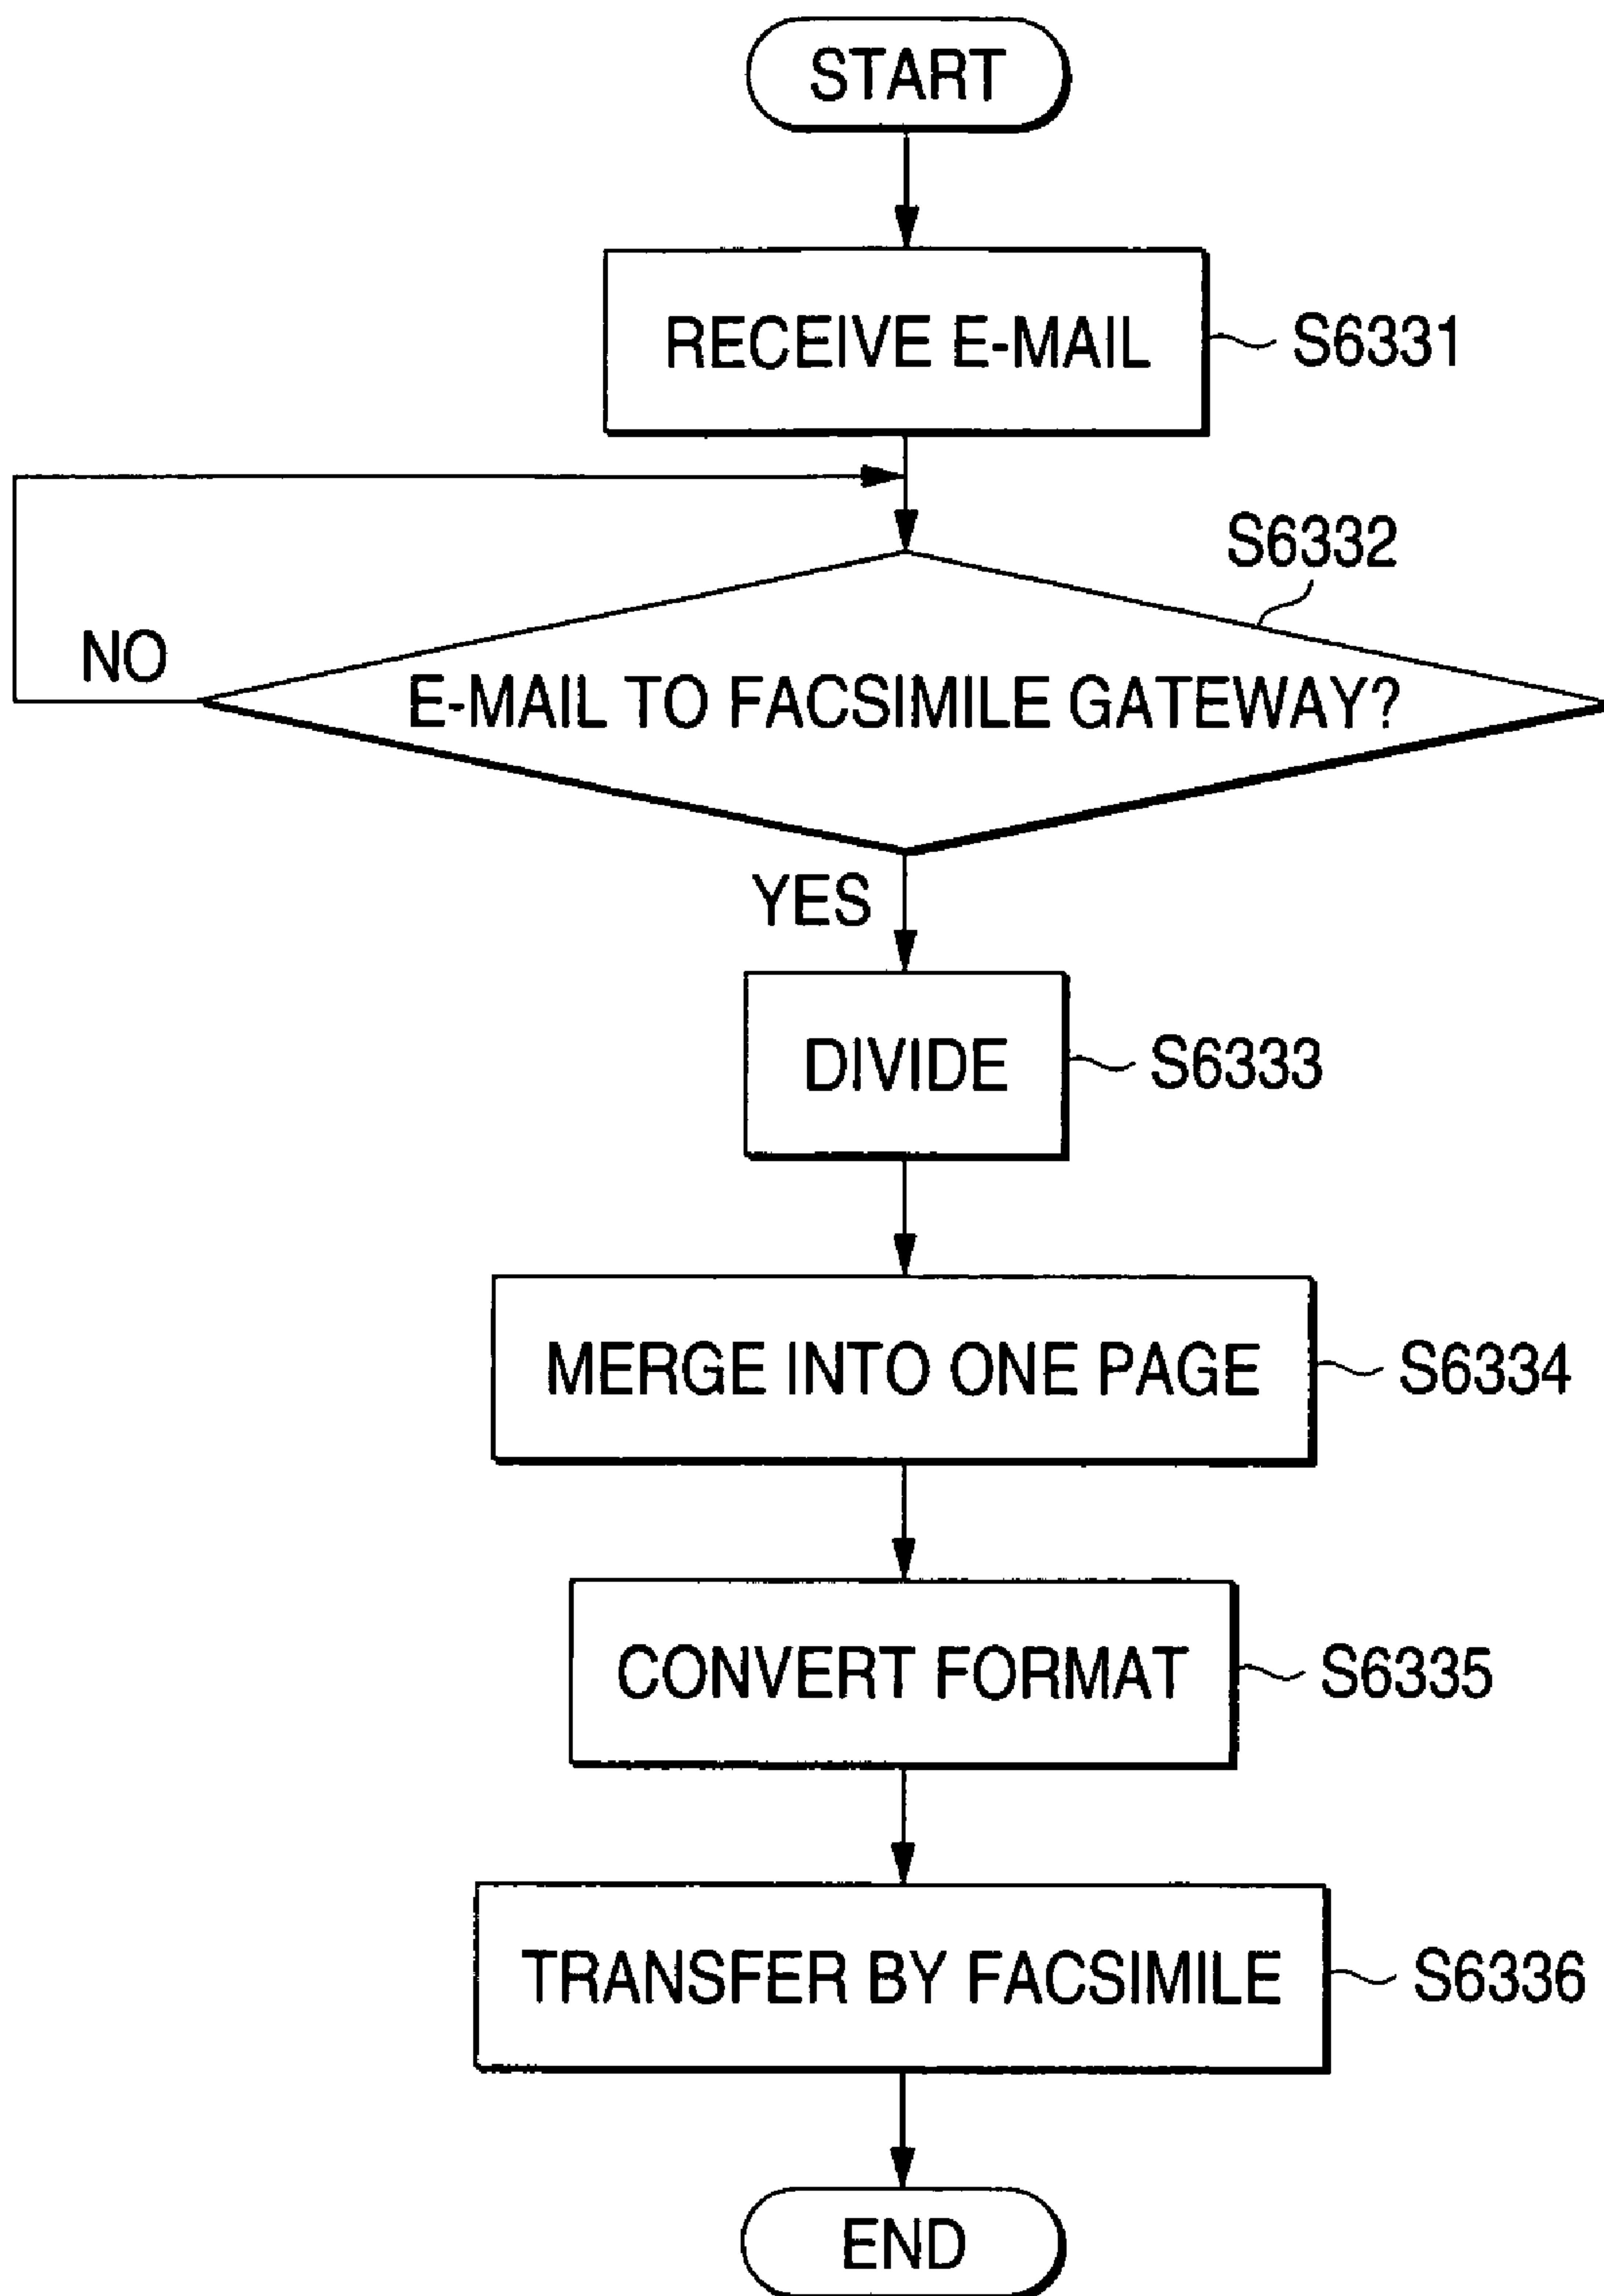 START
RECEIVE E-MAIL
S6331
S6332
NO
E-MAIL TO FACSIMILE GATEWAY?
YES
DIVIDE
S6333
MERGE INTO ONE PAGE
S6334
CONVERT FORMAT
S6335
TRANSFER BY FACSIMILE
S6336
END